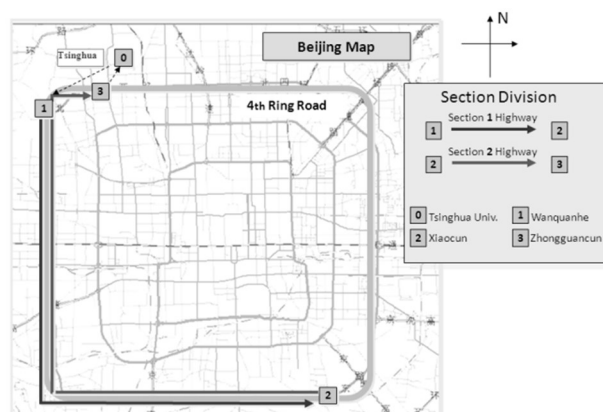 Beijing Map
N
Tsinghua
0
3
1
4th Ring Road
2
Section Division
Section 1 Highway
1
2
Section 2 Highway
2
3
0 Tsinghua Univ.
1 Wanquanhe
2 Xiaocun
3 Zhongguancun